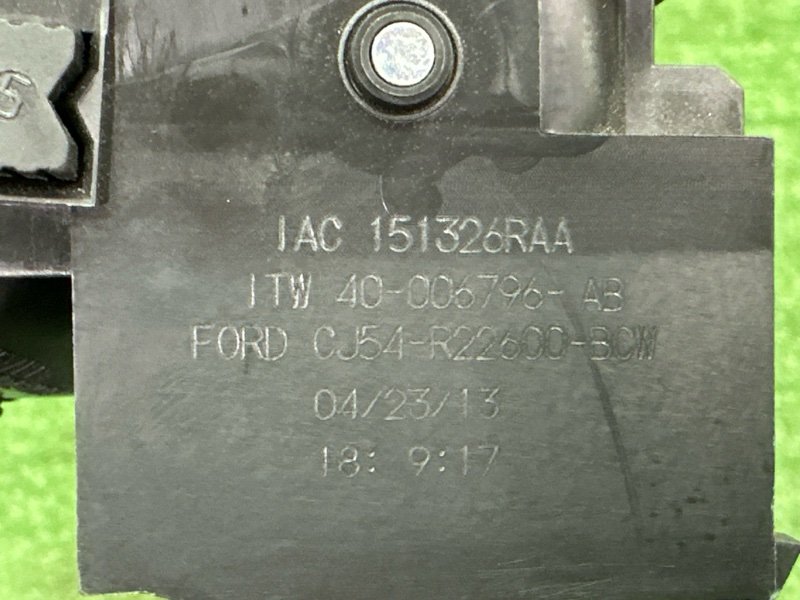 IAC 151326RAA
ITW 40-006796-AB
FORD CJ54-R22600-BCW
04/23/13
18: 9:17